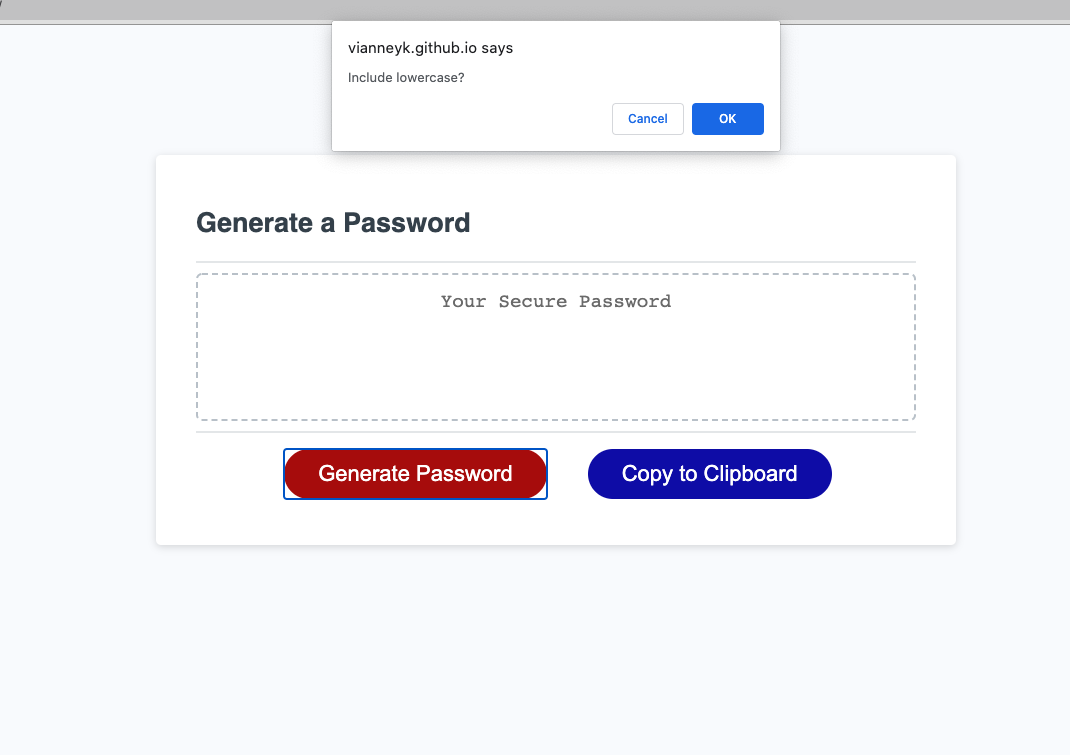 vianneyk.github.io says
Include lowercase?
Cancel OK
Generate a Password
Your Secure Password
Generate Password Copy to Clipboard